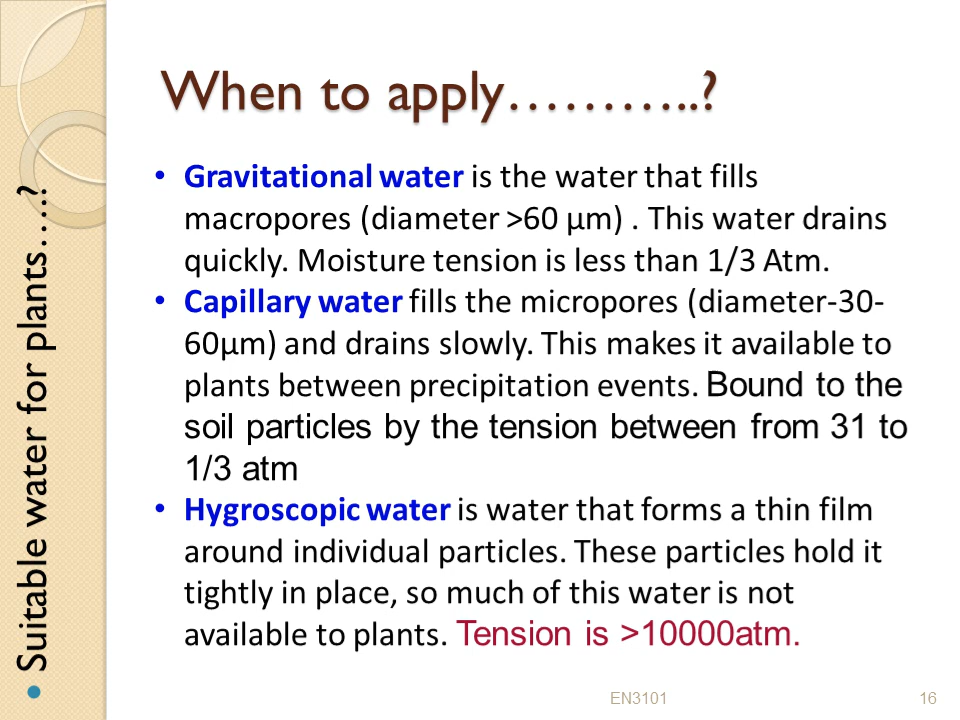 When to apply………..?
• Gravitational water is the water that fills
macropores (diameter >60 µm) . This water drains
quickly. Moisture tension is less than 1/3 Atm.
• Capillary water fills the micropores (diameter-30-
60µm) and drains slowly. This makes it available to
plants between precipitation events. Bound to the
soil particles by the tension between from 31 to
1/3 atm
• Hygroscopic water is water that forms a thin film
around individual particles. These particles hold it
tightly in place, so much of this water is not
available to plants. Tension is >10000atm.
• Suitable water for plants….?
EN3101
16